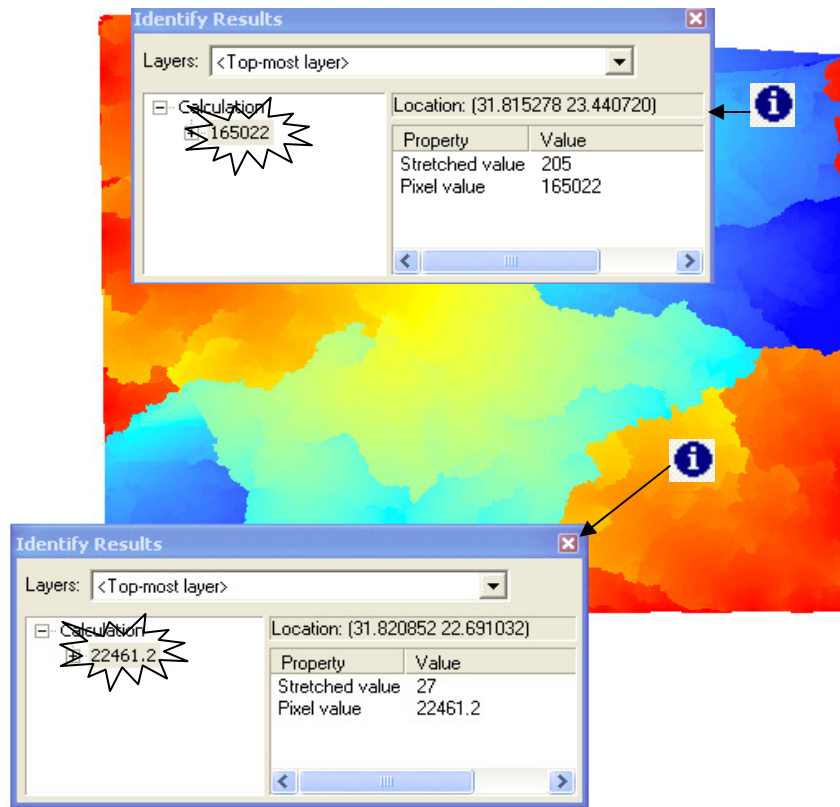 Identify Results
Layers: <Top-most layer>
Calculation
165022
Location: (31.815278 23.440720)
Property Value
Stretched value 205
Pixel value 165022
Identify Results
Layers: <Top-most layer>
Calculation
22461.2
Location: (31.820852 22.691032)
Property Value
Stretched value 27
Pixel value 22461.2